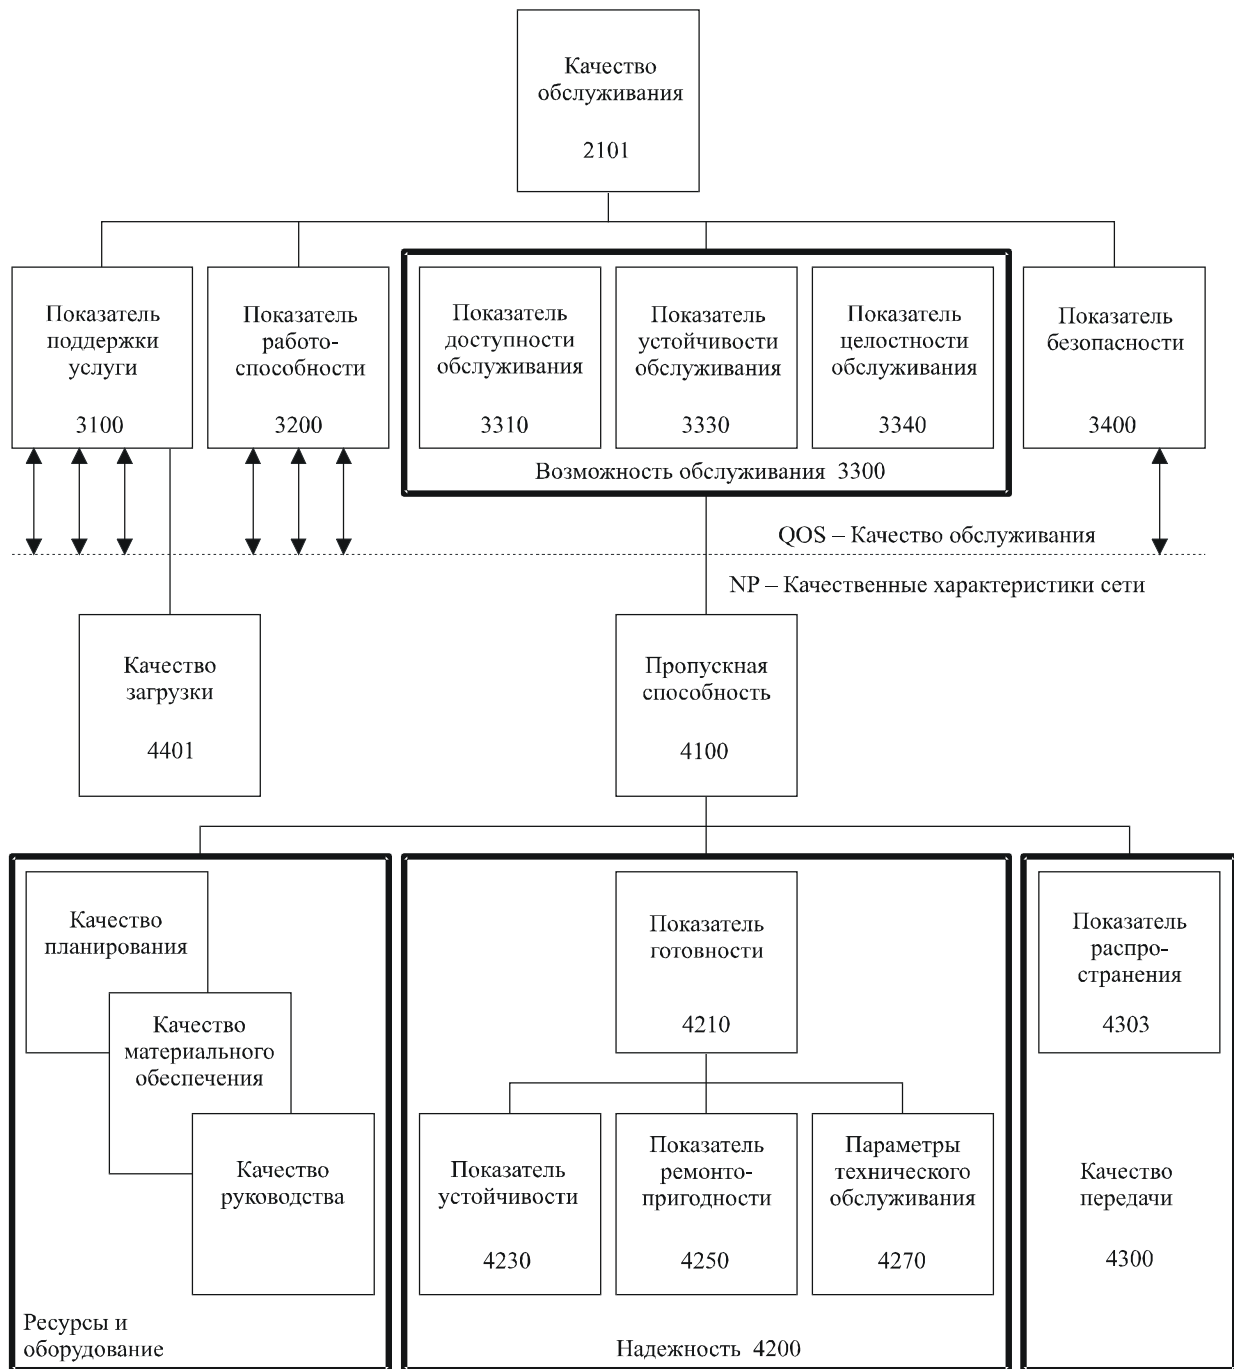 Качество
обслуживания
2101
Показатель
поддержки
услуги
3100
Показатель
работо-
способности
3200
Показатель
доступности
обслуживания
3310
Показатель
устойчивости
обслуживания
3330
Показатель
целостности
обслуживания
3340
Возможность обслуживания 3300
Показатель
безопасности
3400
QOS – Качество обслуживания
NP – Качественные характеристики сети
Качество
загрузки
4401
Пропускная
способность
4100
Качество
планирования
Качество
материального
обеспечения
Качество
руководства
Ресурсы и
оборудование
Показатель
готовности
4210
Показатель
устойчивости
4230
Показатель
ремонто-
пригодности
4250
Параметры
технического
обслуживания
4270
Надежность 4200
Показатель
распро-
странения
4303
Качество
передачи
4300